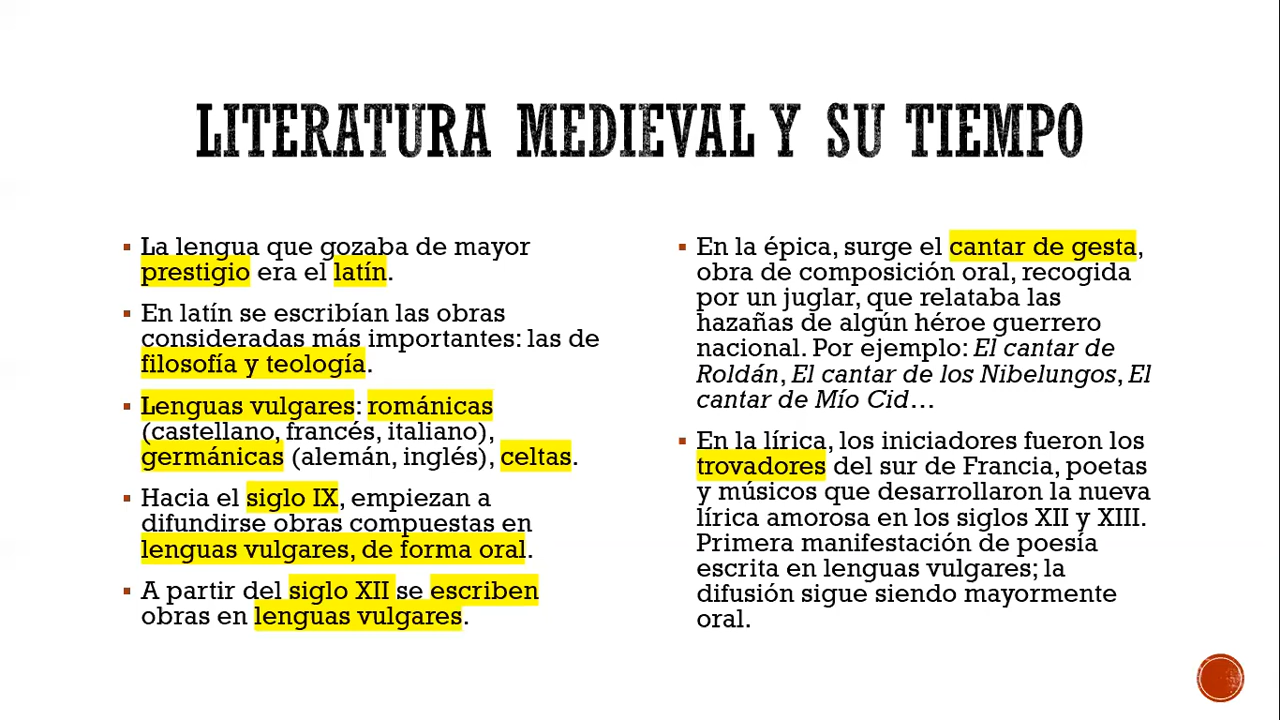 LITERATURA MEDIEVAL Y SU TIEMPO
▪ La lengua que gozaba de mayor
prestigio era el latín.
▪ En latín se escribían las obras
consideradas más importantes: las de
filosofía y teología.
▪ Lenguas vulgares: románicas
(castellano, francés, italiano),
germánicas (alemán, inglés), celtas.
▪ Hacia el siglo IX, empiezan a
difundirse obras compuestas en
lenguas vulgares, de forma oral.
▪ A partir del siglo XII se escriben
obras en lenguas vulgares.
▪ En la épica, surge el cantar de gesta,
obra de composición oral, recogida
por un juglar, que relataba las
hazañas de algún héroe guerrero
nacional. Por ejemplo: El cantar de
Roldán, El cantar de los Nibelungos, El
cantar de Mío Cid…
▪ En la lírica, los iniciadores fueron los
trovadores del sur de Francia, poetas
y músicos que desarrollaron la nueva
lírica amorosa en los siglos XII y XIII.
Primera manifestación de poesía
escrita en lenguas vulgares; la
difusión sigue siendo mayormente
oral.